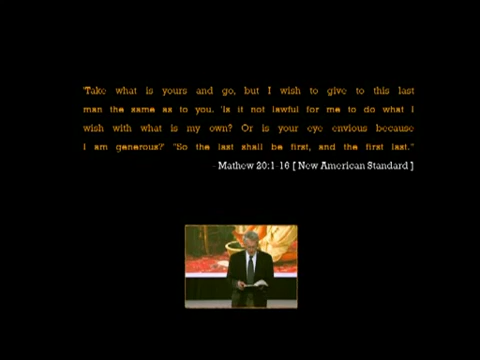 "Take what is yours and go, but I wish to give to this last
man the same as to you. 'Is it not lawful for me to do what I
wish with what is my own? Or is your eye envious because
I am generous?' "So the last shall be first, and the first last."
- Mathew 20:1-16 [ New American Standard ]